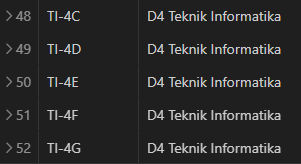 48 TI-4C D4 Teknik Informatika
49 TI-4D D4 Teknik Informatika
50 TI-4E D4 Teknik Informatika
51 TI-4F D4 Teknik Informatika
52 TI-4G D4 Teknik Informatika